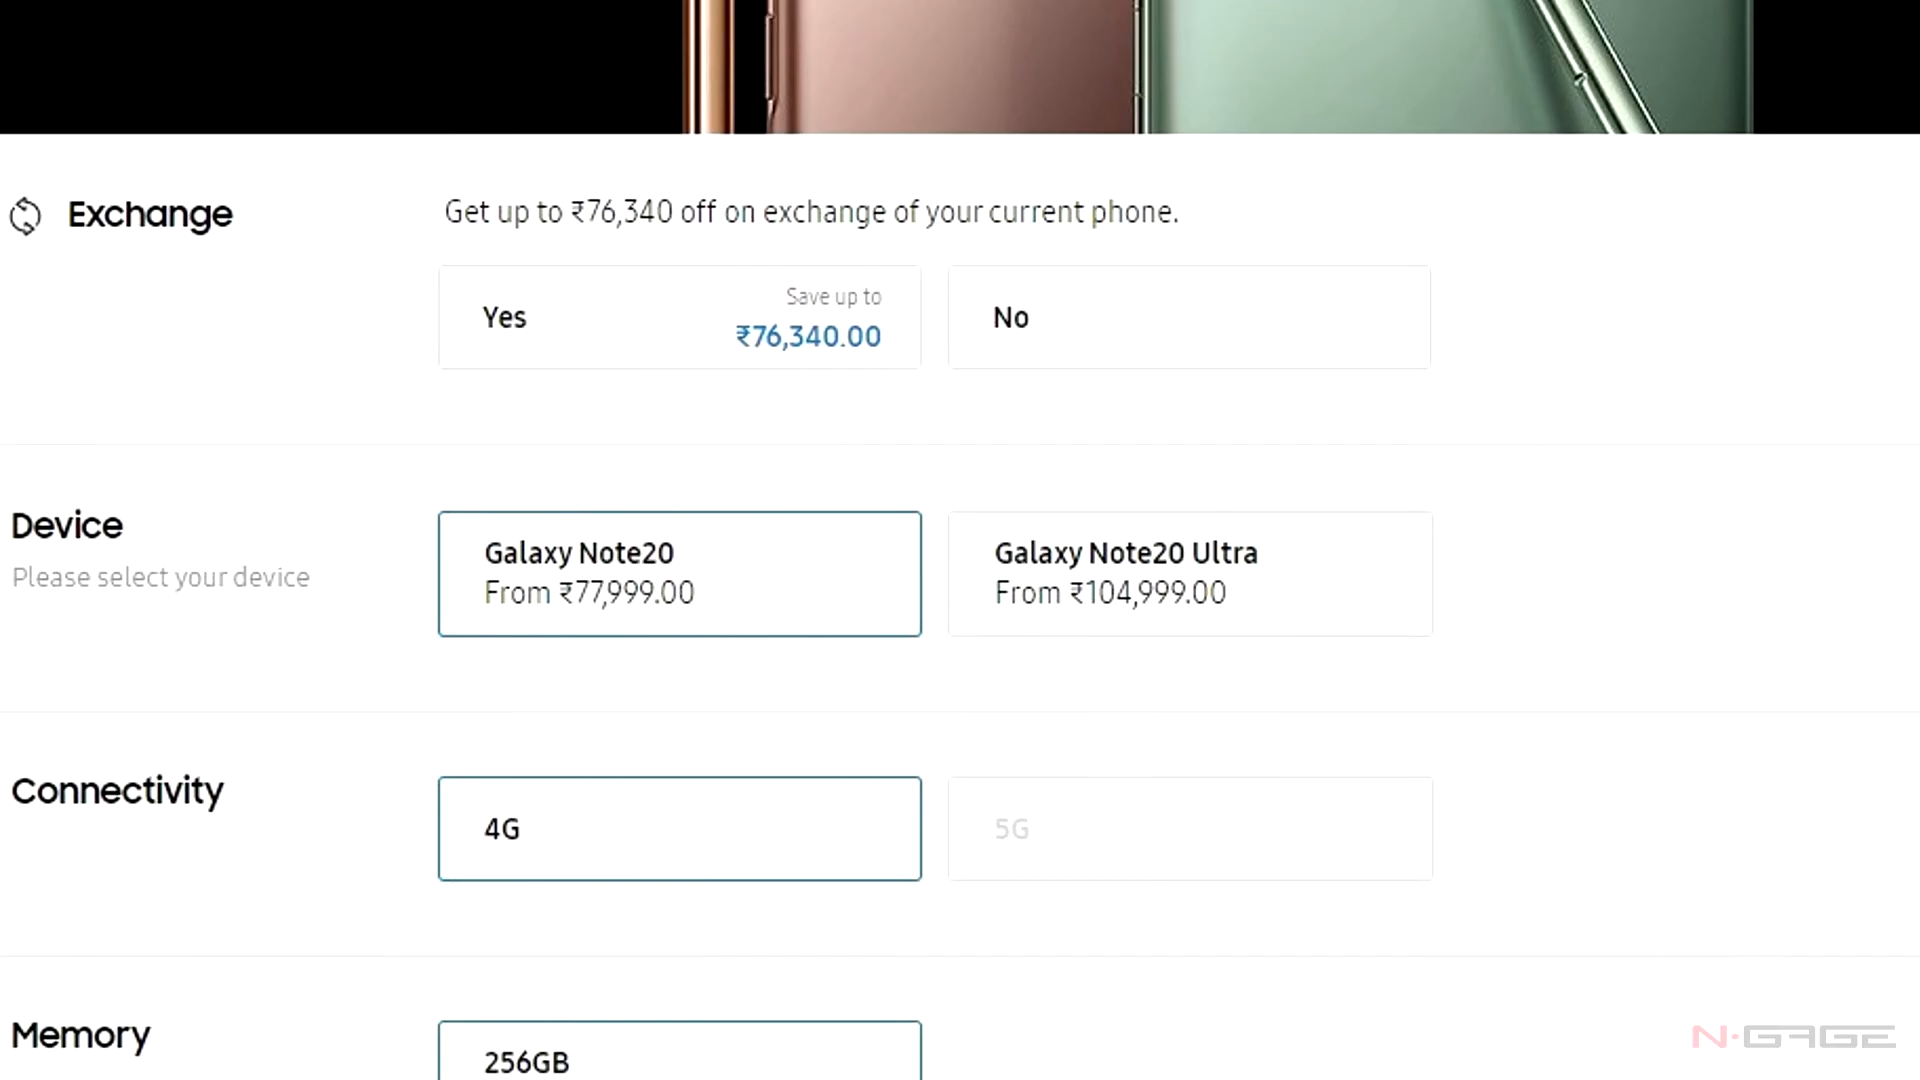 Exchange
Get up to ₹76,340 off on exchange of your current phone.
Yes
Save up to
₹76,340.00
No
Device
Please select your device
Galaxy Note20
From ₹77,999.00
Galaxy Note20 Ultra
From ₹104,999.00
Connectivity
4G
5G
Memory
256GB
N·GAGE